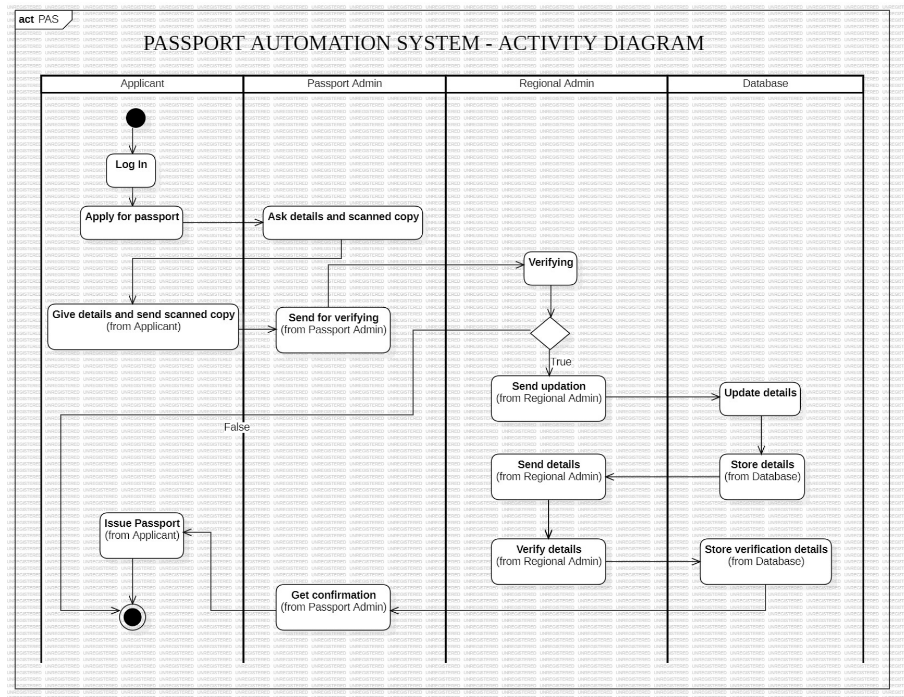 act PAS
PASSPORT AUTOMATION SYSTEM - ACTIVITY DIAGRAM
Applicant
Passport Admin
Regional Admin
Database
Log In
Apply for passport
Ask details and scanned copy
Verifying
Give details and send scanned copy
(from Applicant)
Send for verifying
(from Passport Admin)
True
Send updation
(from Regional Admin)
Update details
False
Send details
(from Regional Admin)
Store details
(from Database)
Issue Passport
(from Applicant)
Verify details
(from Regional Admin)
Store verification details
(from Database)
Get confirmation
(from Passport Admin)